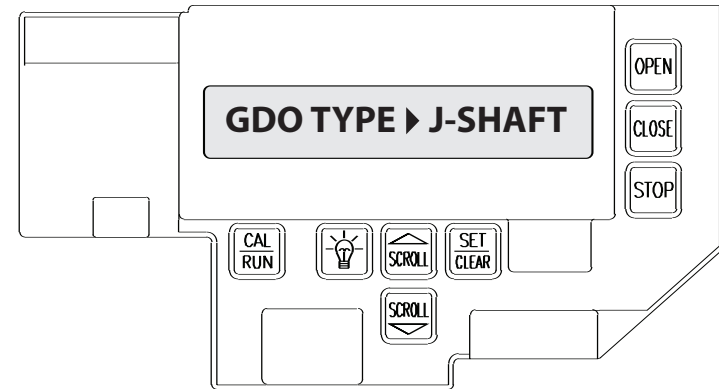 GDO TYPE ▶ J-SHAFT
OPEN
CLOSE
STOP
CAL
RUN
SCROLL
SET
CLEAR
SCROLL